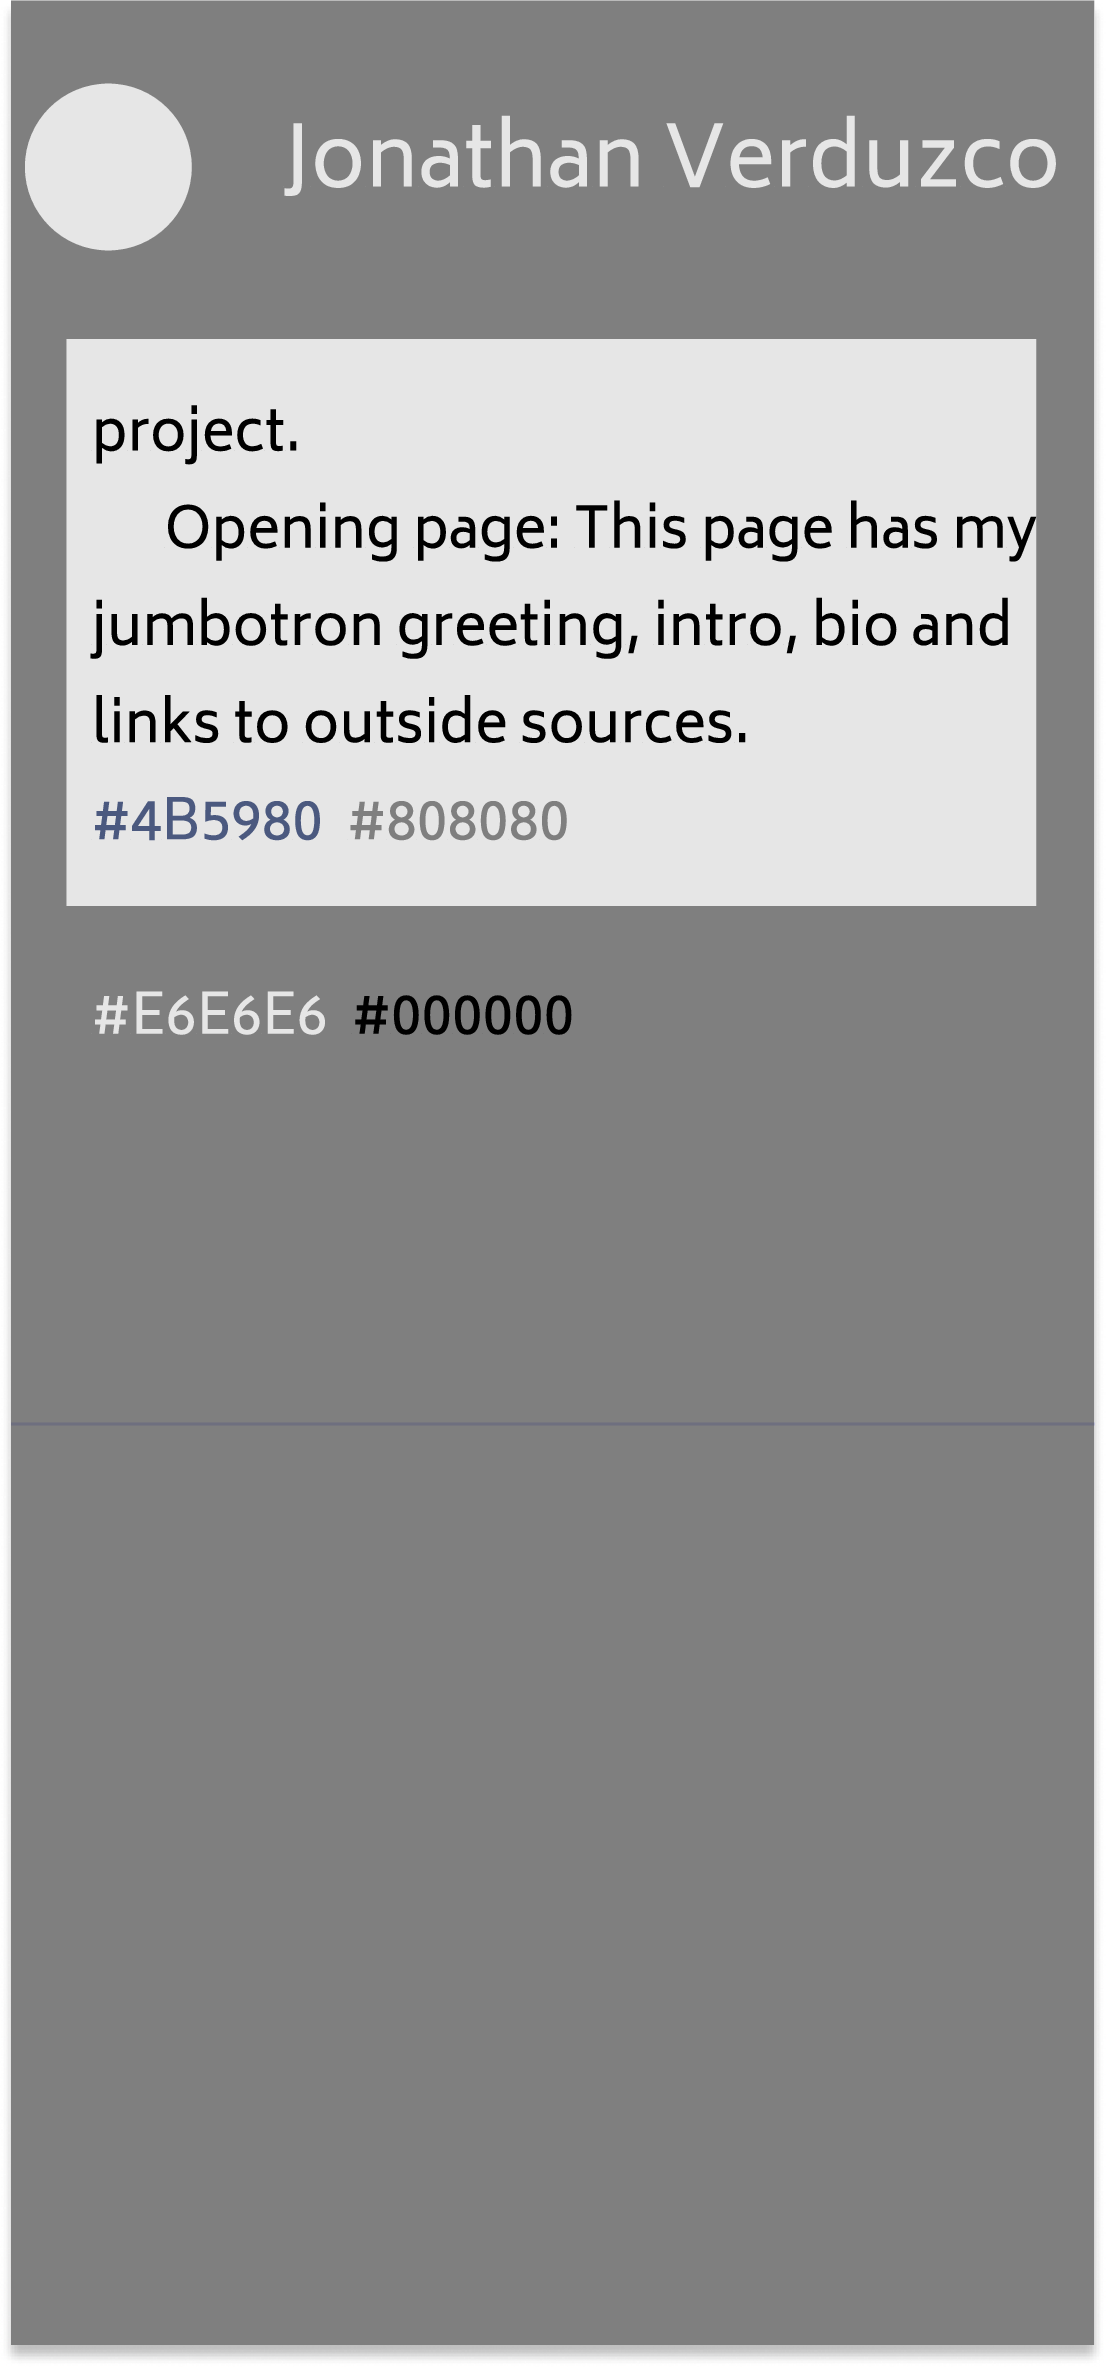 Jonathan Verduzco
project.
Opening page: This page has my
jumbotron greeting, intro, bio and
links to outside sources.
#4B5980 #808080
#E6E6E6 #000000